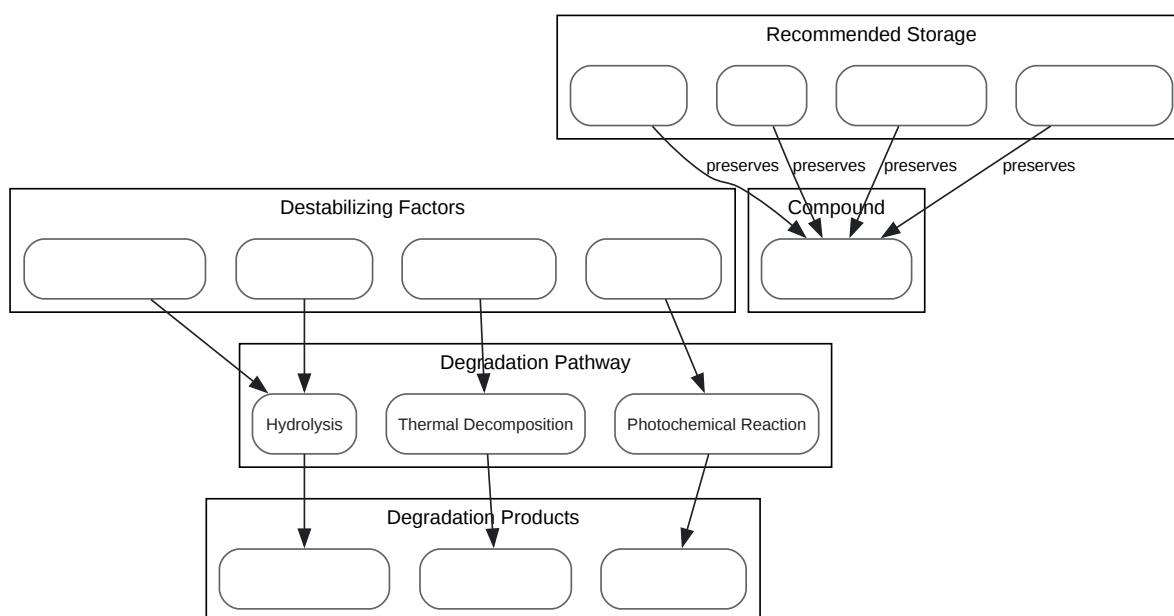 Recommended Storage
preserves
preserves
preserves
preserves
Destabilizing Factors
Compound
Degradation Pathway
Hydrolysis
Thermal Decomposition
Photochemical Reaction
Degradation Products